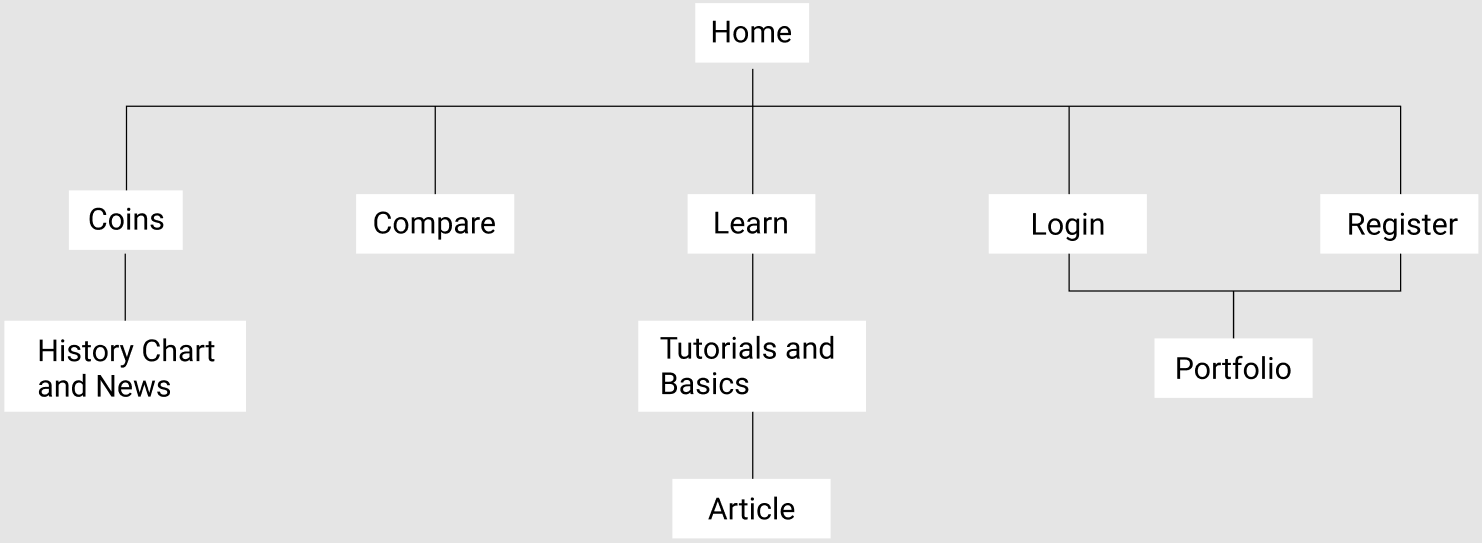 Home
Coins
Compare
Learn
Login
Register
History Chart
and News
Tutorials and
Basics
Portfolio
Article